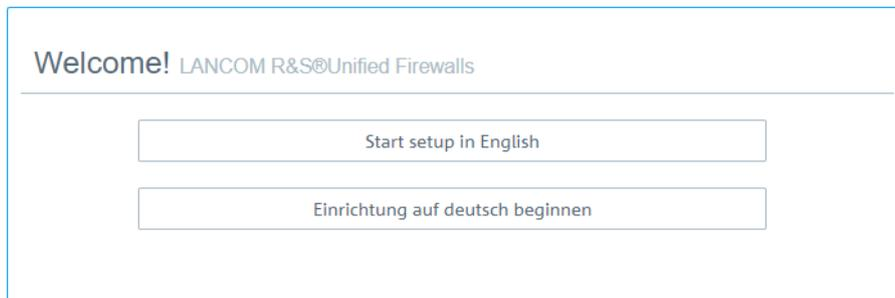 Welcome! LANCOM R&S®Unified Firewalls
Start setup in English
Einrichtung auf deutsch beginnen